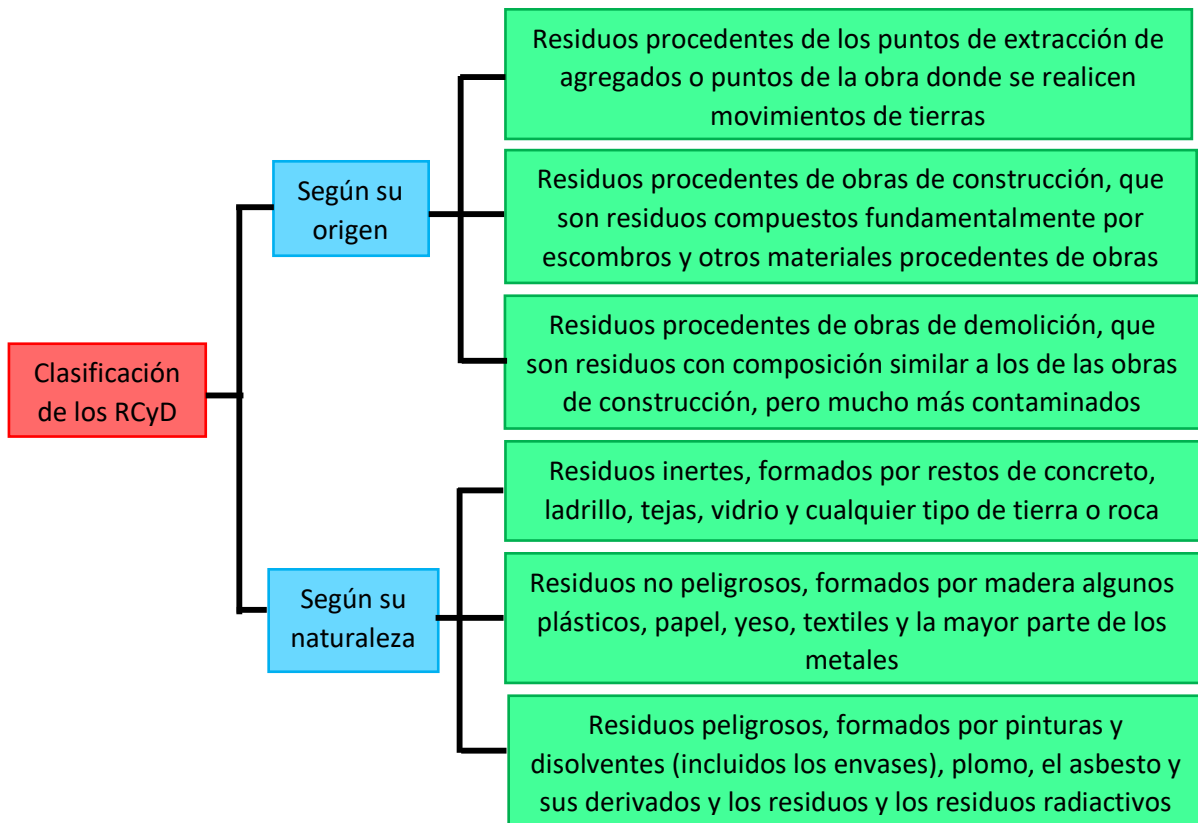 Clasificación
de los RCyD
Según su
origen
Residuos procedentes de los puntos de extracción de
agregados o puntos de la obra donde se realicen
movimientos de tierras
Residuos procedentes de obras de construcción, que
son residuos compuestos fundamentalmente por
escombros y otros materiales procedentes de obras
Residuos procedentes de obras de demolición, que
son residuos con composición similar a los de las obras
de construcción, pero mucho más contaminados
Según su
naturaleza
Residuos inertes, formados por restos de concreto,
ladrillo, tejas, vidrio y cualquier tipo de tierra o roca
Residuos no peligrosos, formados por madera algunos
plásticos, papel, yeso, textiles y la mayor parte de los
metales
Residuos peligrosos, formados por pinturas y
disolventes (incluidos los envases), plomo, el asbesto y
sus derivados y los residuos y los residuos radiactivos